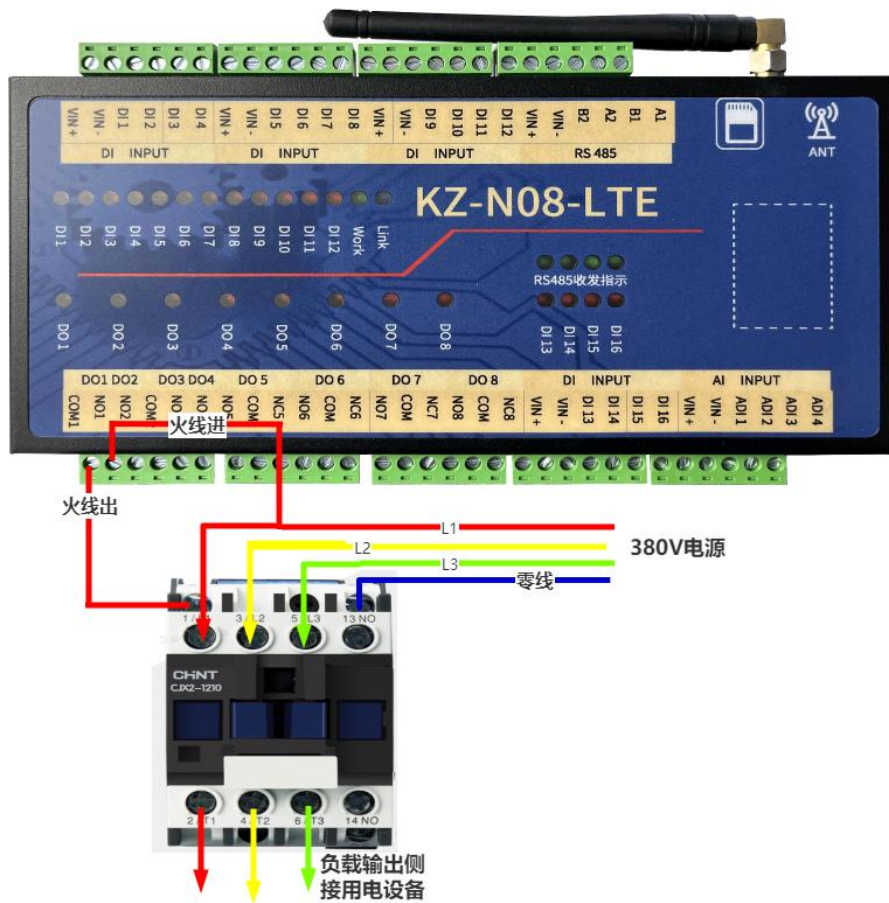 VIN+ VIN- DI1 DI2 DI3 DI4 VIN+ VIN- DI5 DI6 DI7 DI8 VIN+ VIN- DI9 DI10 DI11 DI12 VIN+ VIN- B2 A2 B1 A1
DI INPUT DI INPUT DI INPUT RS 485
ANT
KZ-N08-LTE
DI1 DI2 DI3 DI4 DI5 DI6 DI7 DI8 DI9 DI10 DI11 DI12 Work Link
RS485收发指示
DO1 DO2 DO3 DO4 DO5 DO6 DO7 DO8
DI13 DI14 DI15 DI16
DO1 DO2 DO3 DO4 DO 5 DO 6 DO 7 DO 8 DI INPUT AI INPUT
COM1 NO1 NO2 NO5 COM NC5 NO6 COM NC6 NO7 COM NC7 NO8 COM NC8 VIN+ VIN- DI13 DI14 DI15 DI16 VIN+ VIN- ADI1 ADI2 ADI3 ADI4
火线进
火线出
L1
L2
380V电源
L3
零线
13NO
CHNT
CJX2-1210
14NO
负载输出侧
接用电设备